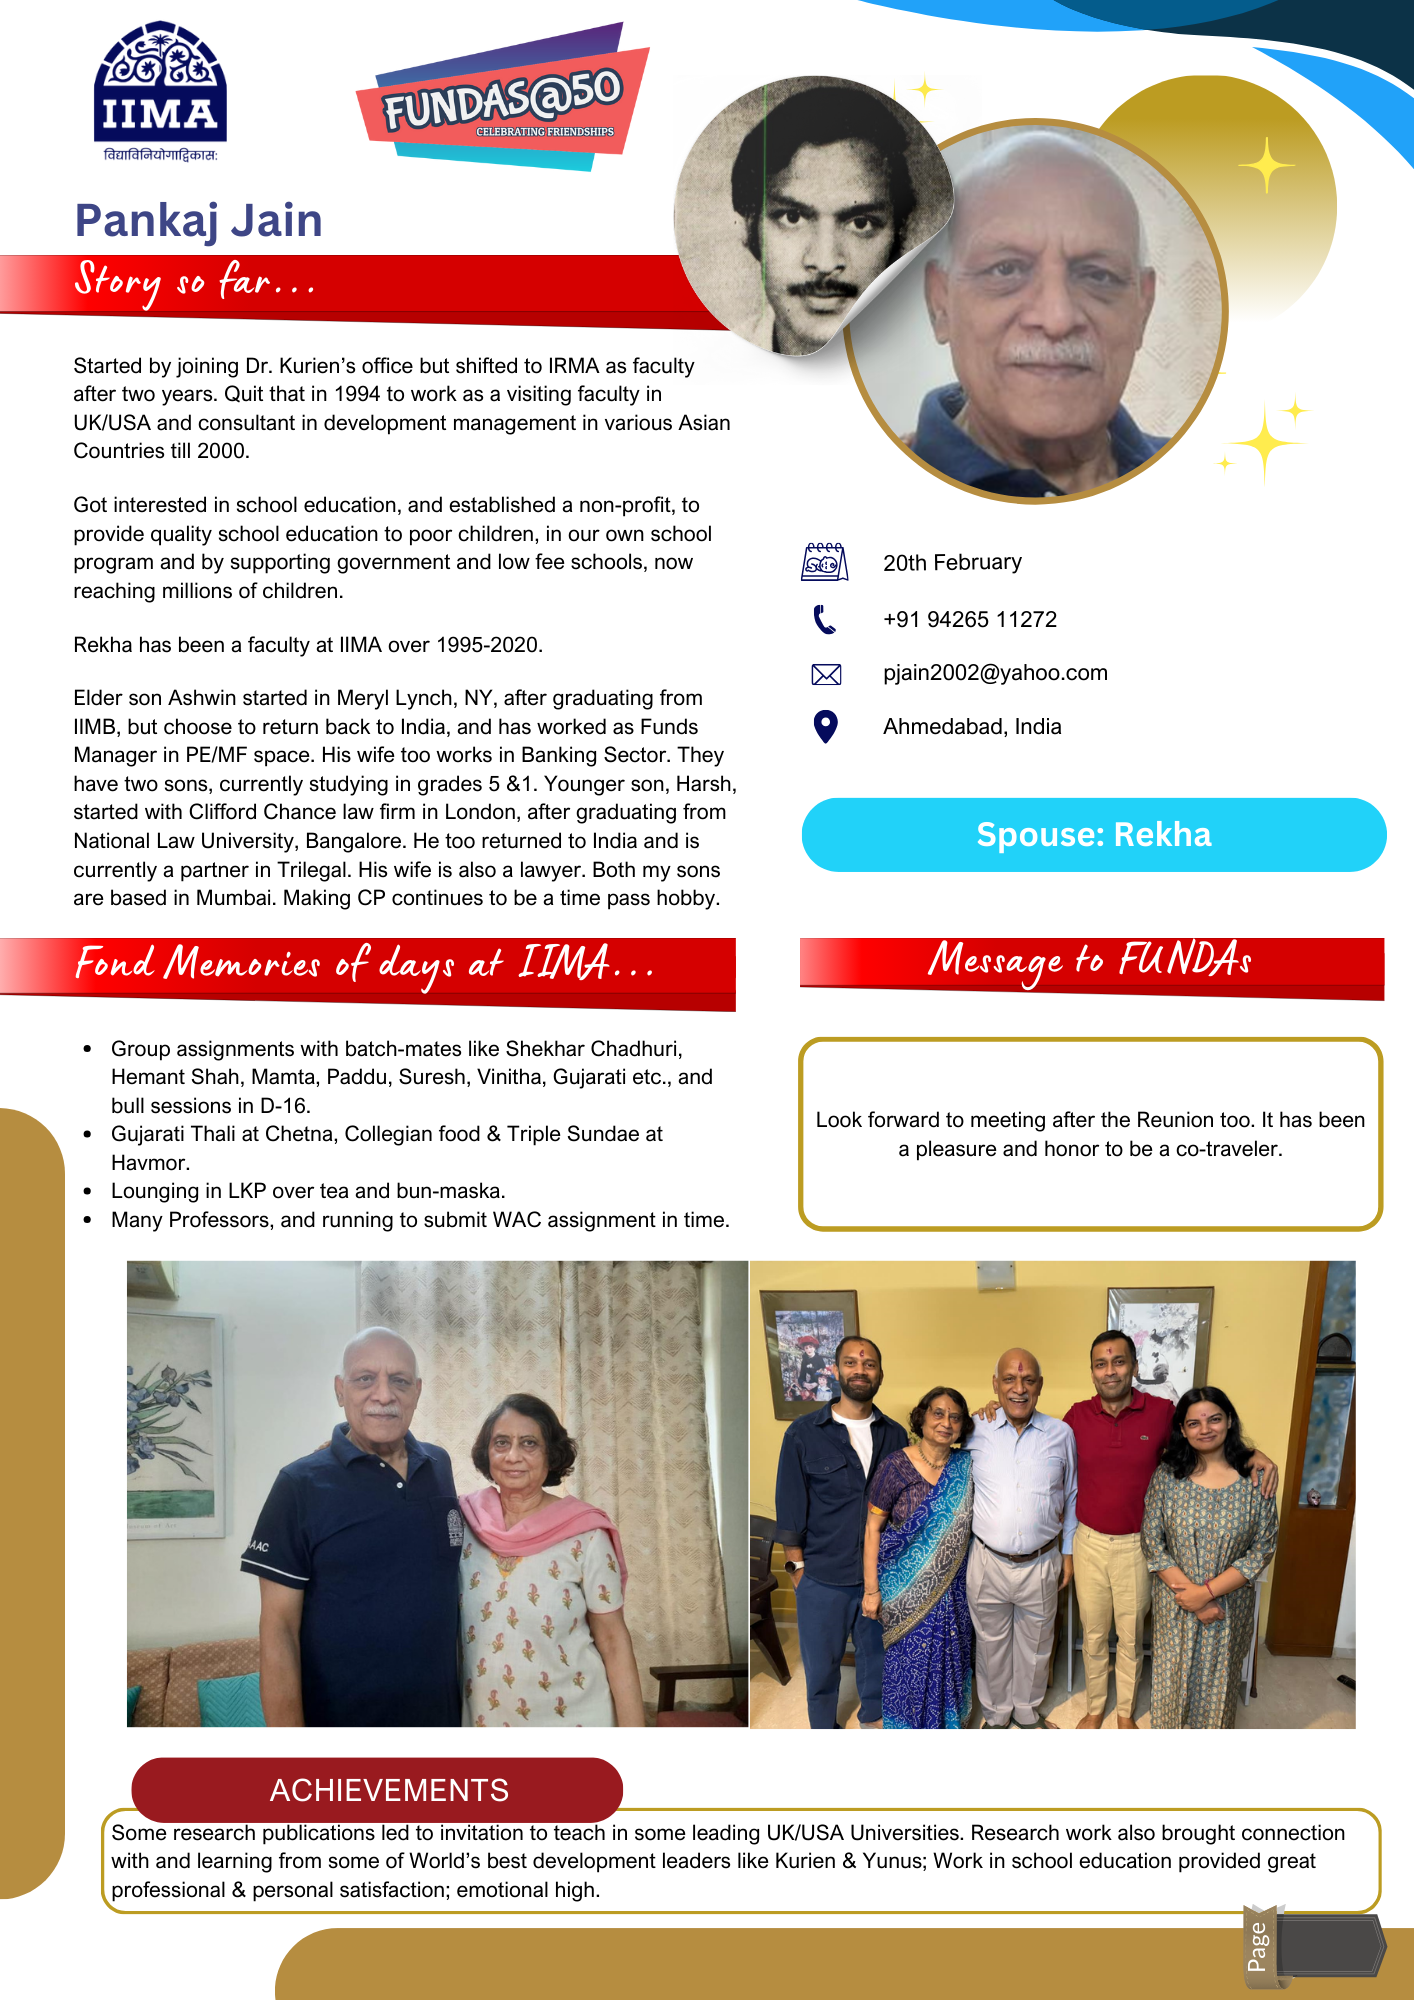 IIMA
विद्याविनियोगाद्विकास:
FUNDAS@50
CELEBRATING FRIENDSHIPS
Pankaj Jain
Story so far...
Started by joining Dr. Kurien’s office but shifted to IRMA as faculty
after two years. Quit that in 1994 to work as a visiting faculty in
UK/USA and consultant in development management in various Asian
Countries till 2000.
Got interested in school education, and established a non-profit, to
provide quality school education to poor children, in our own school
program and by supporting government and low fee schools, now
reaching millions of children.
Rekha has been a faculty at IIMA over 1995-2020.
Elder son Ashwin started in Meryl Lynch, NY, after graduating from
IIMB, but choose to return back to India, and has worked as Funds
Manager in PE/MF space. His wife too works in Banking Sector. They
have two sons, currently studying in grades 5 &1. Younger son, Harsh,
started with Clifford Chance law firm in London, after graduating from
National Law University, Bangalore. He too returned to India and is
currently a partner in Trilegal. His wife is also a lawyer. Both my sons
are based in Mumbai. Making CP continues to be a time pass hobby.
20th February
+91 94265 11272
pjain2002@yahoo.com
Ahmedabad, India
Spouse: Rekha
Fond Memories of days at IIMA...
• Group assignments with batch-mates like Shekhar Chadhuri,
Hemant Shah, Mamta, Paddu, Suresh, Vinitha, Gujarati etc., and
bull sessions in D-16.
• Gujarati Thali at Chetna, Collegian food & Triple Sundae at
Havmor.
• Lounging in LKP over tea and bun-maska.
• Many Professors, and running to submit WAC assignment in time.
Message to FUNDAs
Look forward to meeting after the Reunion too. It has been
a pleasure and honor to be a co-traveler.
AAC
ACHIEVEMENTS
Some research publications led to invitation to teach in some leading UK/USA Universities. Research work also brought connection
with and learning from some of World’s best development leaders like Kurien & Yunus; Work in school education provided great
professional & personal satisfaction; emotional high.
Page